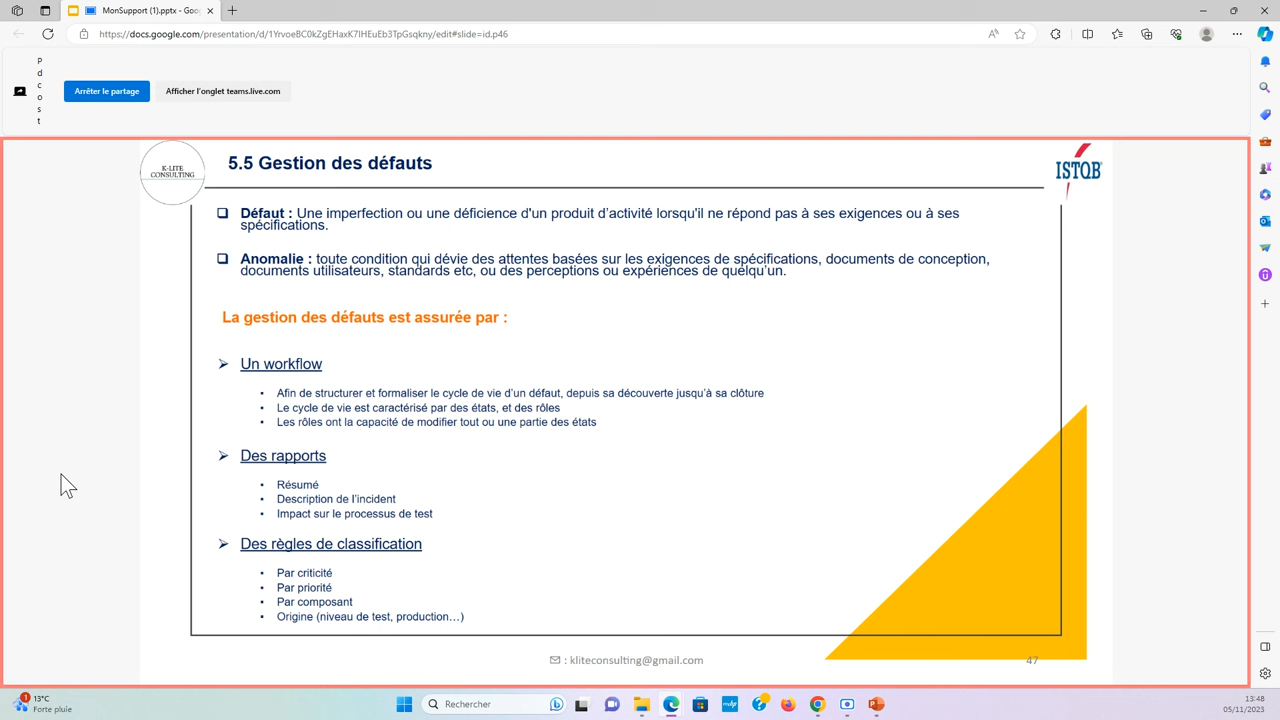 MonSupport (1).pptx - Goo
https://docs.google.com/presentation/d/1YrvoeBC0kZgEHaxK7IHEuEb3TpGsqkny/edit#slide=id.p46
P
d
c
o
s
t
Arrêter le partage
Afficher l'onglet teams.live.com
K-LITE
CONSULTING
5.5 Gestion des défauts
ISTQB
Défaut : Une imperfection ou une déficience d'un produit d'activité lorsqu'il ne répond pas à ses exigences ou à ses
spécifications.
Anomalie : toute condition qui dévie des attentes basées sur les exigences de spécifications, documents de conception,
documents utilisateurs, standards etc, ou des perceptions ou expériences de quelqu'un.
La gestion des défauts est assurée par :
Un workflow
Afin de structurer et formaliser le cycle de vie d'un défaut, depuis sa découverte jusqu'à sa clôture
Le cycle de vie est caractérisé par des états, et des rôles
Les rôles ont la capacité de modifier tout ou une partie des états
Des rapports
Résumé
Description de l'incident
Impact sur le processus de test
Des règles de classification
Par criticité
Par priorité
Par composant
Origine (niveau de test, production…)
: kliteconsulting@gmail.com
47
1
13°C
Forte pluie
Rechercher
13:48
05/11/2023